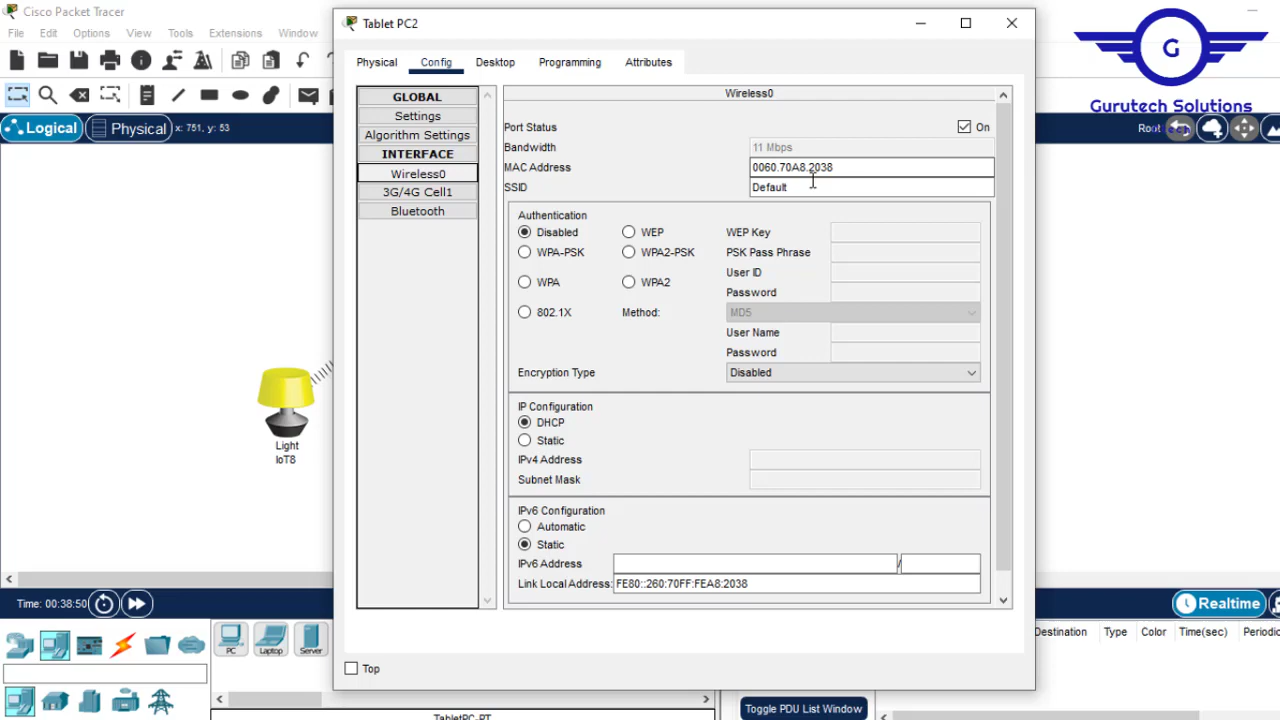 Cisco Packet Tracer
File Edit Options View Tools Extensions Window
Logical Physical x: 751, y: 53
Root
G
Gurutech Solutions
Tablet PC2
Physical Config Desktop Programming Attributes
GLOBAL
Settings
Algorithm Settings
INTERFACE
Wireless0
3G/4G Cell1
Bluetooth
Wireless0
Port Status On
Bandwidth 11 Mbps
MAC Address 0060.70A8.2038
SSID Default
Authentication
Disabled WEP WEP Key
WPA-PSK WPA2-PSK PSK Pass Phrase
User ID
WPA WPA2 Password
802.1X Method: MD5
User Name
Password
Encryption Type Disabled
IP Configuration
DHCP
Static
IPv4 Address
Subnet Mask
IPv6 Configuration
Automatic
Static
IPv6 Address /
Link Local Address: FE80::260:70FF:FEA8:2038
Top
Light
IoT8
Time: 00:38:50
Realtime
PC Laptop Server
TabletPC-PT
Toggle PDU List Window
Destination Type Color Time(sec) Periodic